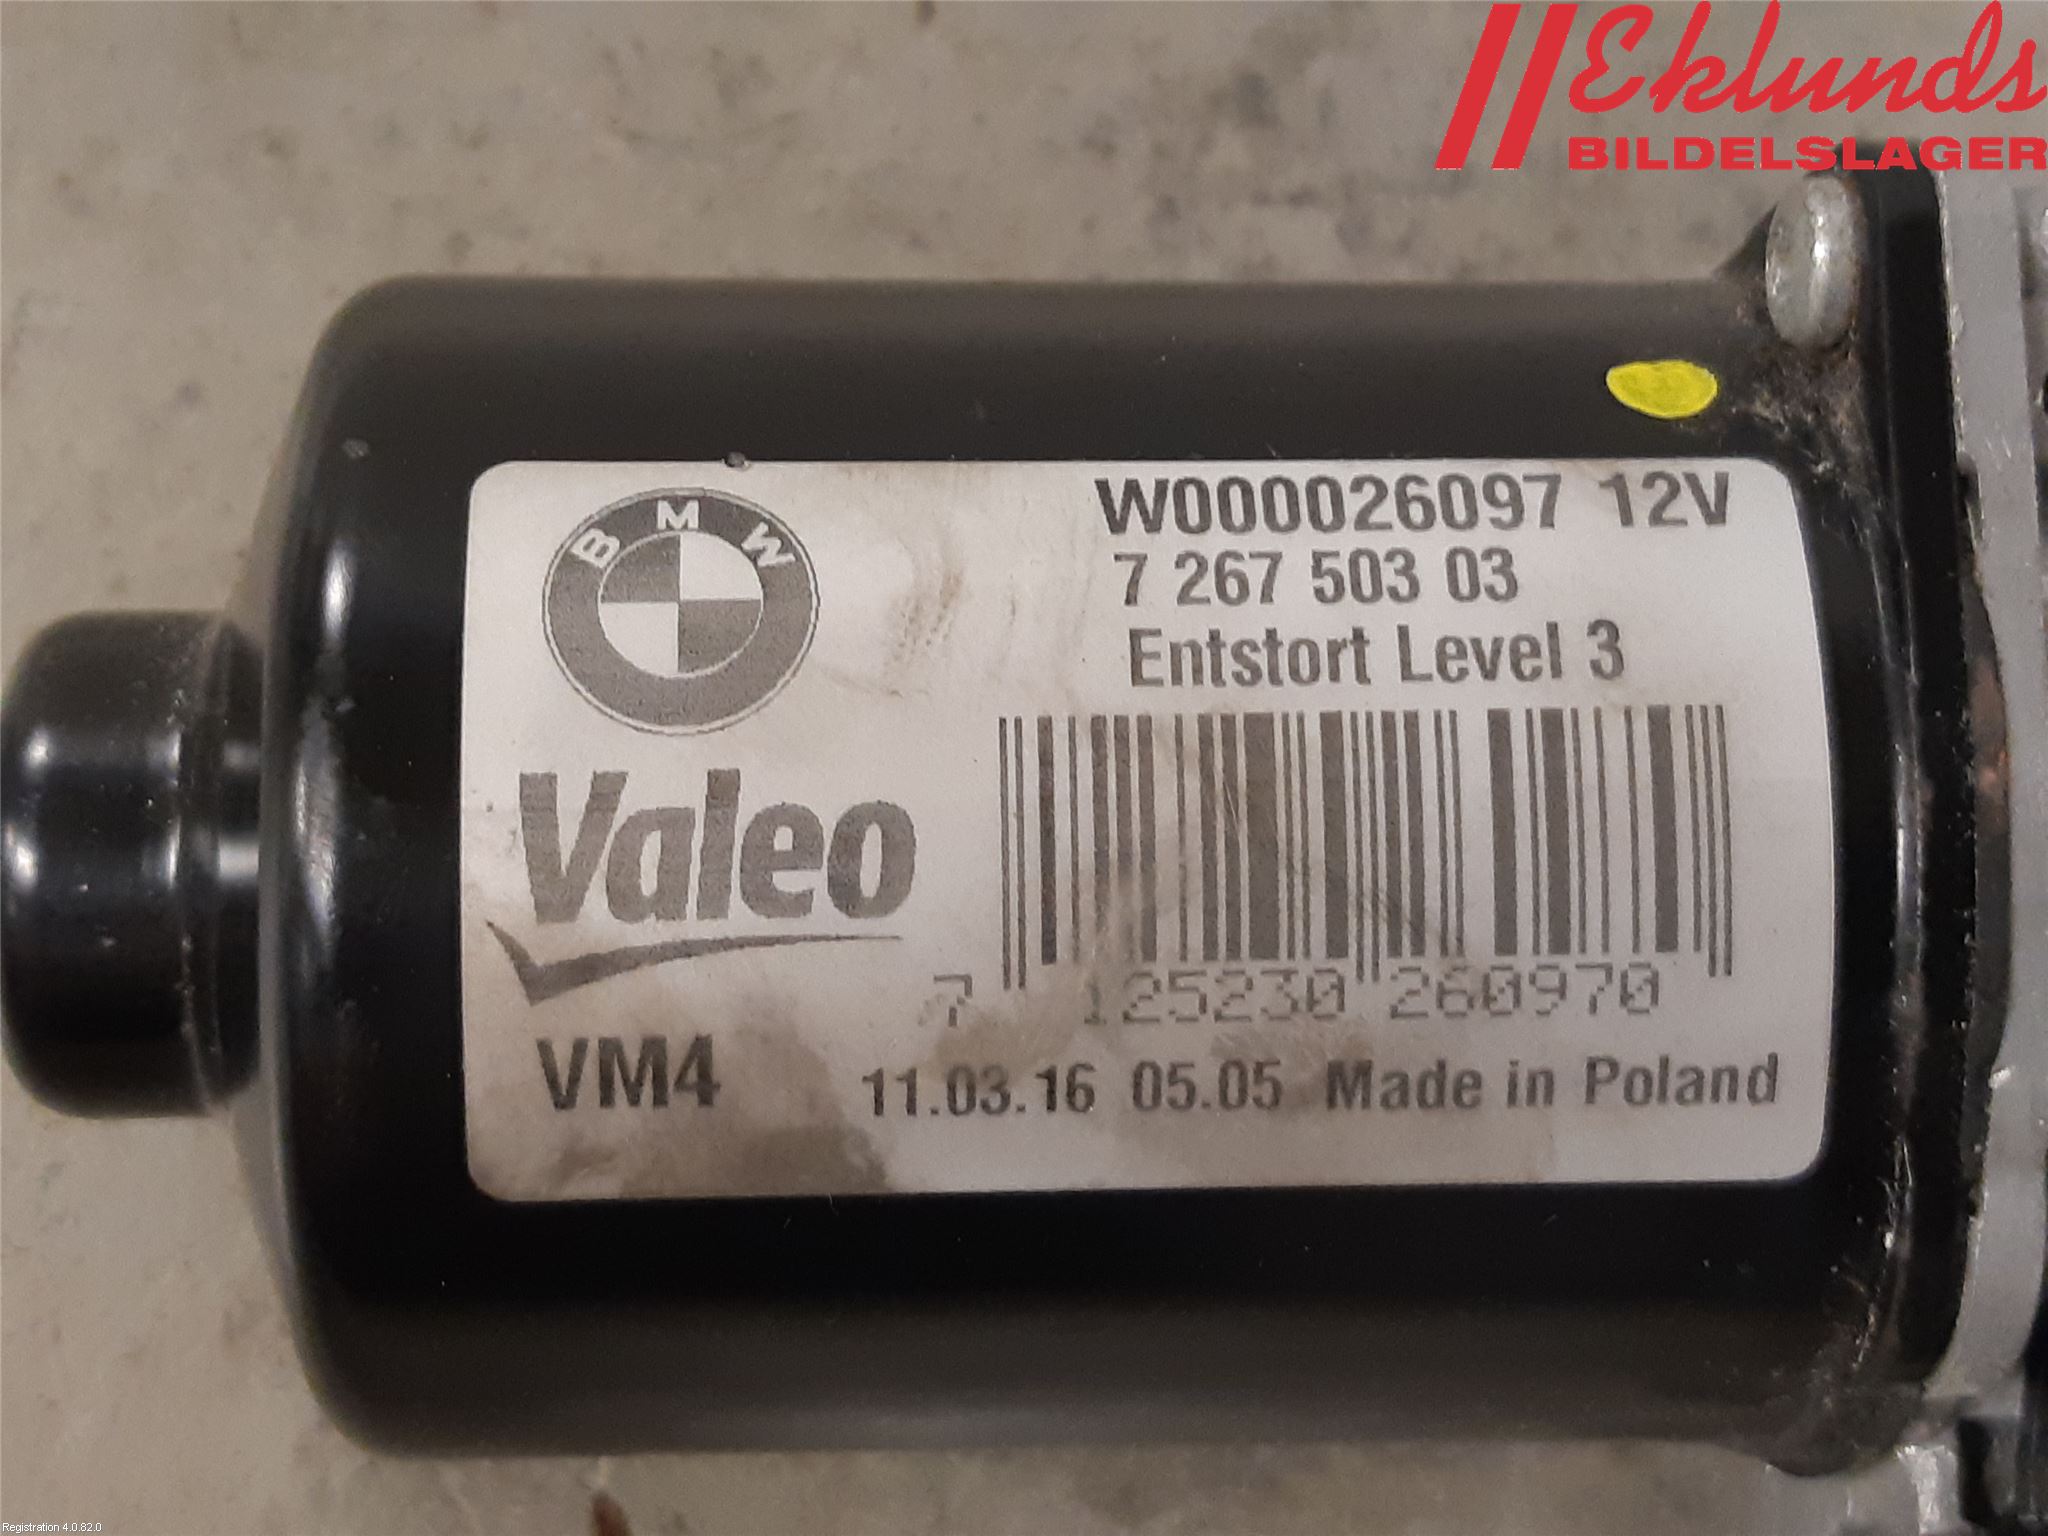 Eklunds
BILDELSLAGER
BMW
W000026097 12V
7 267 503 03
Entstort Level 3
Valeo
7 125230 260970
VM4
11.03.16 05.05 Made in Poland
Registration 4.0.82.0